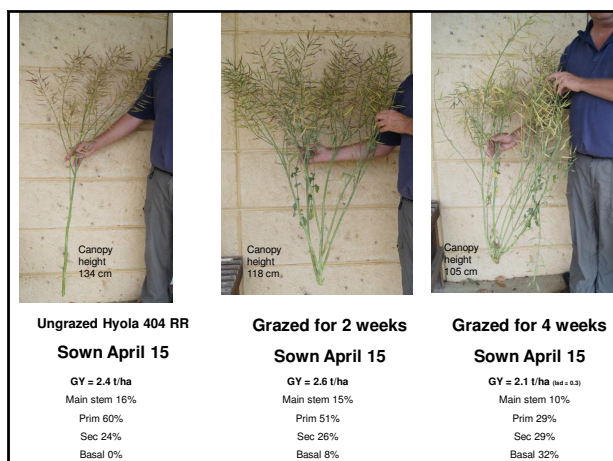 Canopy
height
134 cm
Canopy
height
118 cm
Canopy
height
105 cm
Ungrazed Hyola 404 RR
Sown April 15
GY = 2.4 t/ha
Main stem 16%
Prim 60%
Sec 24%
Basal 0%
Grazed for 2 weeks
Sown April 15
GY = 2.6 t/ha
Main stem 15%
Prim 51%
Sec 26%
Basal 8%
Grazed for 4 weeks
Sown April 15
GY = 2.1 t/ha (lsd = 0.3)
Main stem 10%
Prim 29%
Sec 29%
Basal 32%